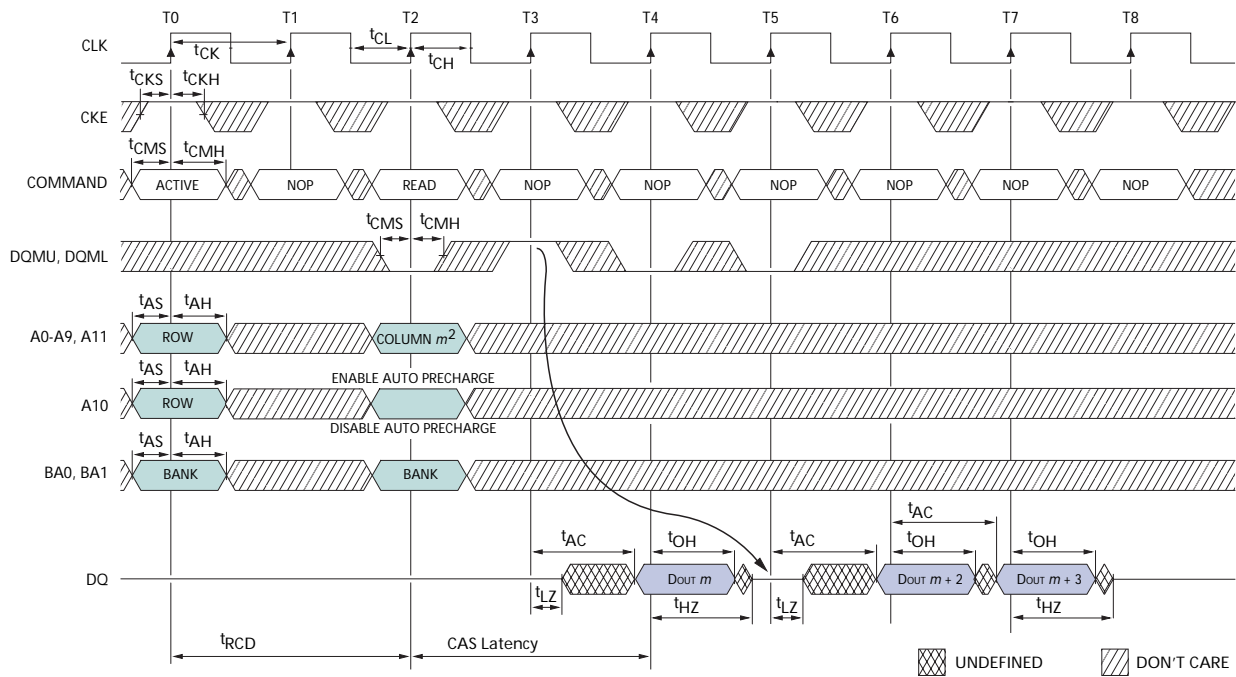 T0 T1 T2 T3 T4 T5 T6 T7 T8
CLK
tCK tCL tCH
tCKS tCKH
CKE
tCMS tCMH
COMMAND ACTIVE NOP READ NOP NOP NOP NOP NOP NOP
tCMS tCMH
DQMU, DQML
tAS tAH
A0-A9, A11 ROW COLUMN m2
tAS tAH ENABLE AUTO PRECHARGE
A10 ROW
DISABLE AUTO PRECHARGE
tAS tAH
BA0, BA1 BANK BANK
tAC
tAC tOH tAC tOH tOH
DQ DOUT m DOUT m + 2 DOUT m + 3
tLZ tHZ tLZ tHZ
tRCD CAS Latency
UNDEFINED DON'T CARE